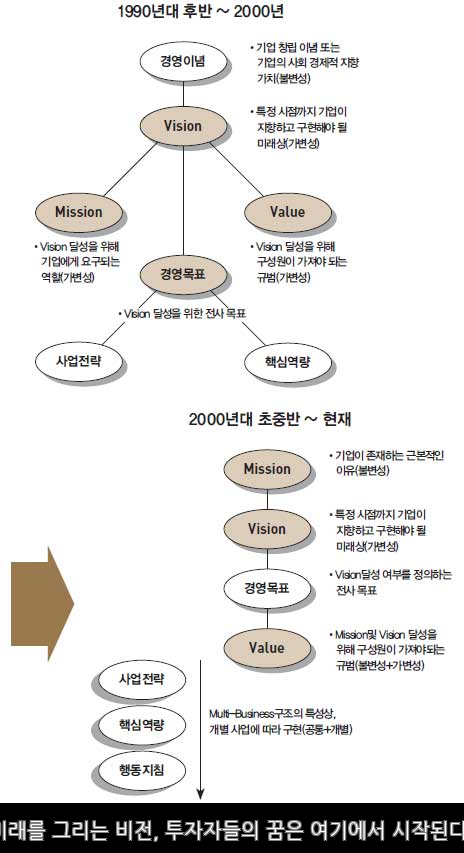 1990년대 후반 ~ 2000년
경영이념
• 기업 창립 이념 또는
기업의 사회 경제적 지향
가치(불변성)
Vision
• 특정 시점까지 기업이
지향하고 구현해야 될
미래상(가변성)
Mission
• Vision 달성을 위해
기업에게 요구되는
역할(가변성)
Value
• Vision 달성을 위해
구성원이 가져야 되는
규범(가변성)
경영목표
• Vision 달성을 위한 전사 목표
사업전략
핵심역량
2000년대 초중반 ~ 현재
Mission
• 기업이 존재하는 근본적인
이유(불변성)
Vision
• 특정 시점까지 기업이
지향하고 구현해야 될
미래상(가변성)
경영목표
• Vision달성 여부를 정의하는
전사 목표
Value
• Mission및 Vision 달성을
위해 구성원이 가져야되는
규범(불변성+가변성)
사업전략
핵심역량
행동지침
Multi-Business구조의 특성상,
개별 사업에 따라 구현(공통+개별)
미래를 그리는 비전, 투자자들의 꿈은 여기에서 시작된다